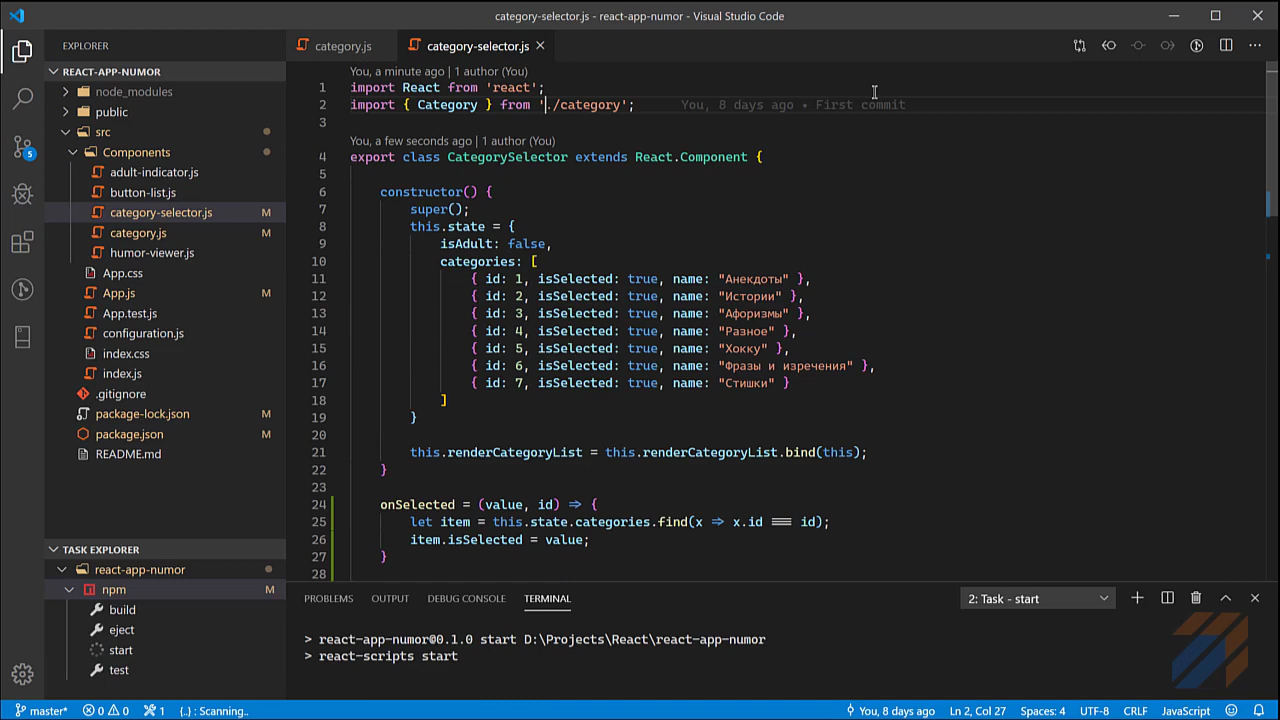 category-selector.js - react-app-numor - Visual Studio Code
EXPLORER
REACT-APP-NUMOR
node_modules
public
src
Components
adult-indicator.js
button-list.js
category-selector.js M
category.js M
humor-viewer.js
App.css
App.js M
App.test.js
configuration.js
index.css
index.js
.gitignore
package-lock.json M
package.json M
README.md
TASK EXPLORER
react-app-numor
npm M
build
eject
start
test
5
category.js
category-selector.js
You, a minute ago | 1 author (You)
1 import React from 'react';
2 import { Category } from './category'; You, 8 days ago • First commit
3
You, a few seconds ago | 1 author (You)
4 export class CategorySelector extends React.Component {
5
6 constructor() {
7 super();
8 this.state = {
9 isAdult: false,
10 categories: [
11 { id: 1, isSelected: true, name: "Анекдоты" },
12 { id: 2, isSelected: true, name: "Истории" },
13 { id: 3, isSelected: true, name: "Афоризмы" },
14 { id: 4, isSelected: true, name: "Разное" },
15 { id: 5, isSelected: true, name: "Хокку" },
16 { id: 6, isSelected: true, name: "Фразы и изречения" },
17 { id: 7, isSelected: true, name: "Стишки" }
18 ]
19 }
20
21 this.renderCategoryList = this.renderCategoryList.bind(this);
22 }
23
24 onSelected = (value, id) => {
25 let item = this.state.categories.find(x => x.id === id);
26 item.isSelected = value;
27 }
28
PROBLEMS OUTPUT DEBUG CONSOLE TERMINAL 2: Task - start
> react-app-numor@0.1.0 start D:\Projects\React\react-app-numor
> react-scripts start
master* 0 0 1 {..} : Scanning.. You, 8 days ago Ln 2, Col 27 Spaces: 4 UTF-8 CRLF JavaScript